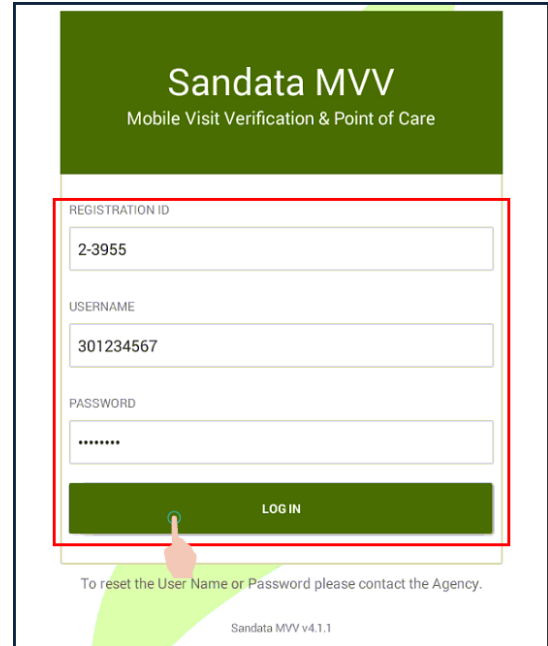 Sandata MVV
Mobile Visit Verification & Point of Care
REGISTRATION ID
2-3955
USERNAME
301234567
PASSWORD
••••••••
LOG IN
To reset the User Name or Password please contact the Agency.
Sandata MVV v4.1.1